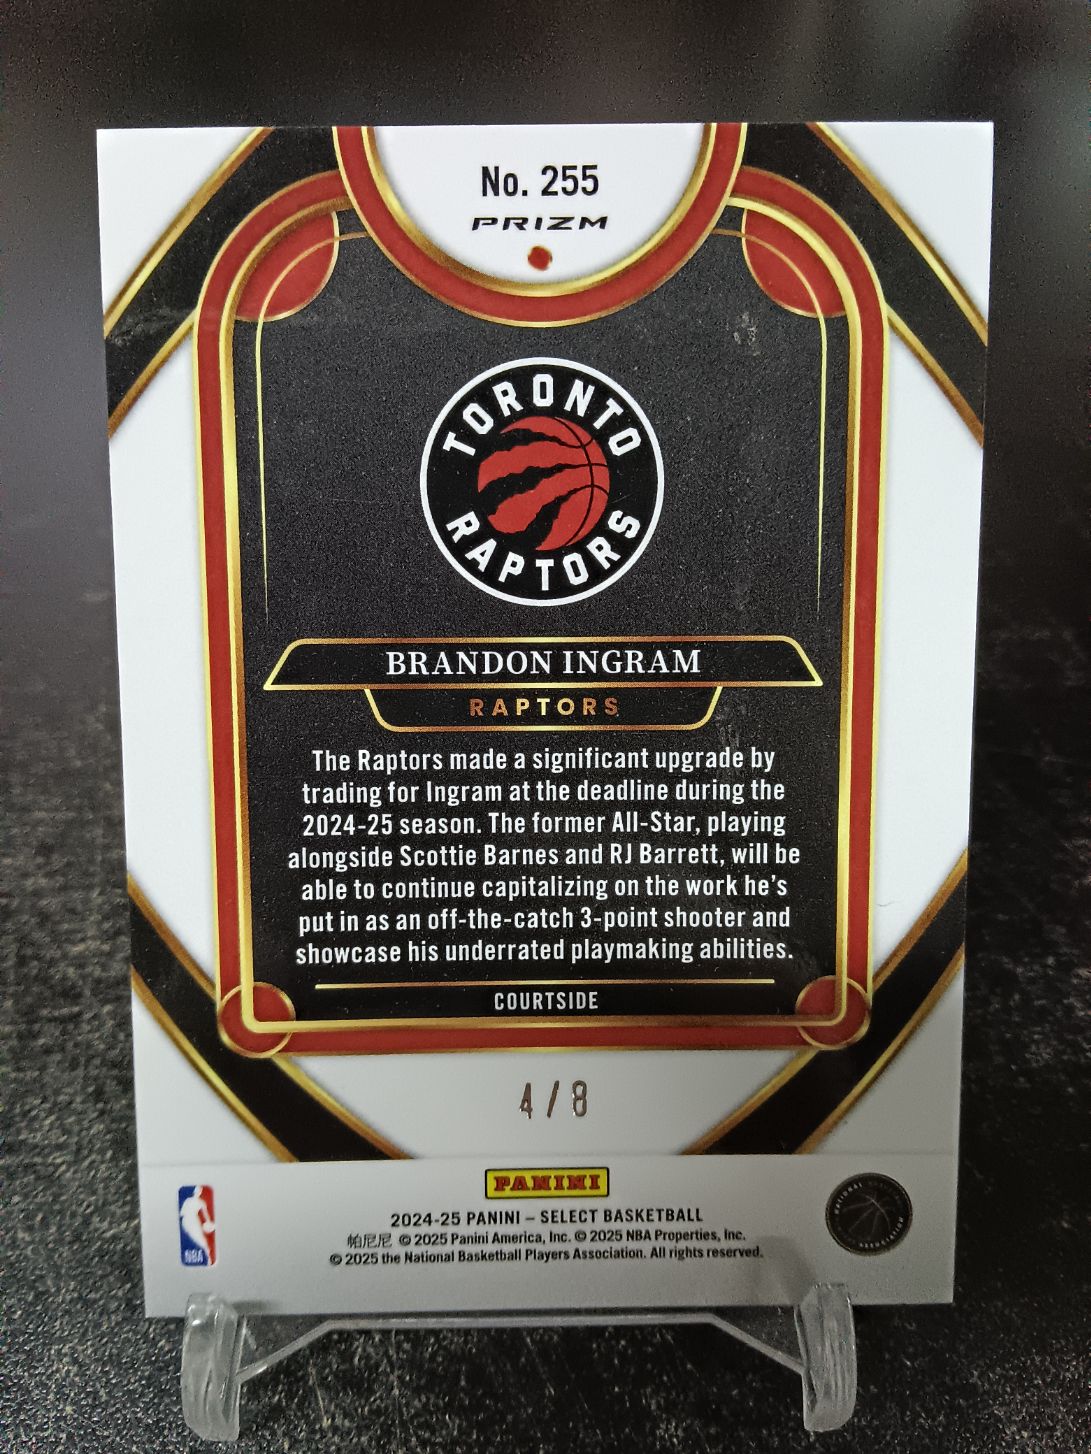 No. 255
PRIZM
TORONTO
RAPTORS
BRANDON INGRAM
RAPTORS
The Raptors made a significant upgrade by
trading for Ingram at the deadline during the
2024-25 season. The former All-Star, playing
alongside Scottie Barnes and RJ Barrett, will be
able to continue capitalizing on the work he's
put in as an off-the-catch 3-point shooter and
showcase his underrated playmaking abilities.
COURTSIDE
4/8
PANINI
2024-25 PANINI – SELECT BASKETBALL
帕尼尼 © 2025 Panini America, Inc. © 2025 NBA Properties, Inc.
© 2025 the National Basketball Players Association. All rights reserved.
NBA
NATIONAL
ASSOCIATION